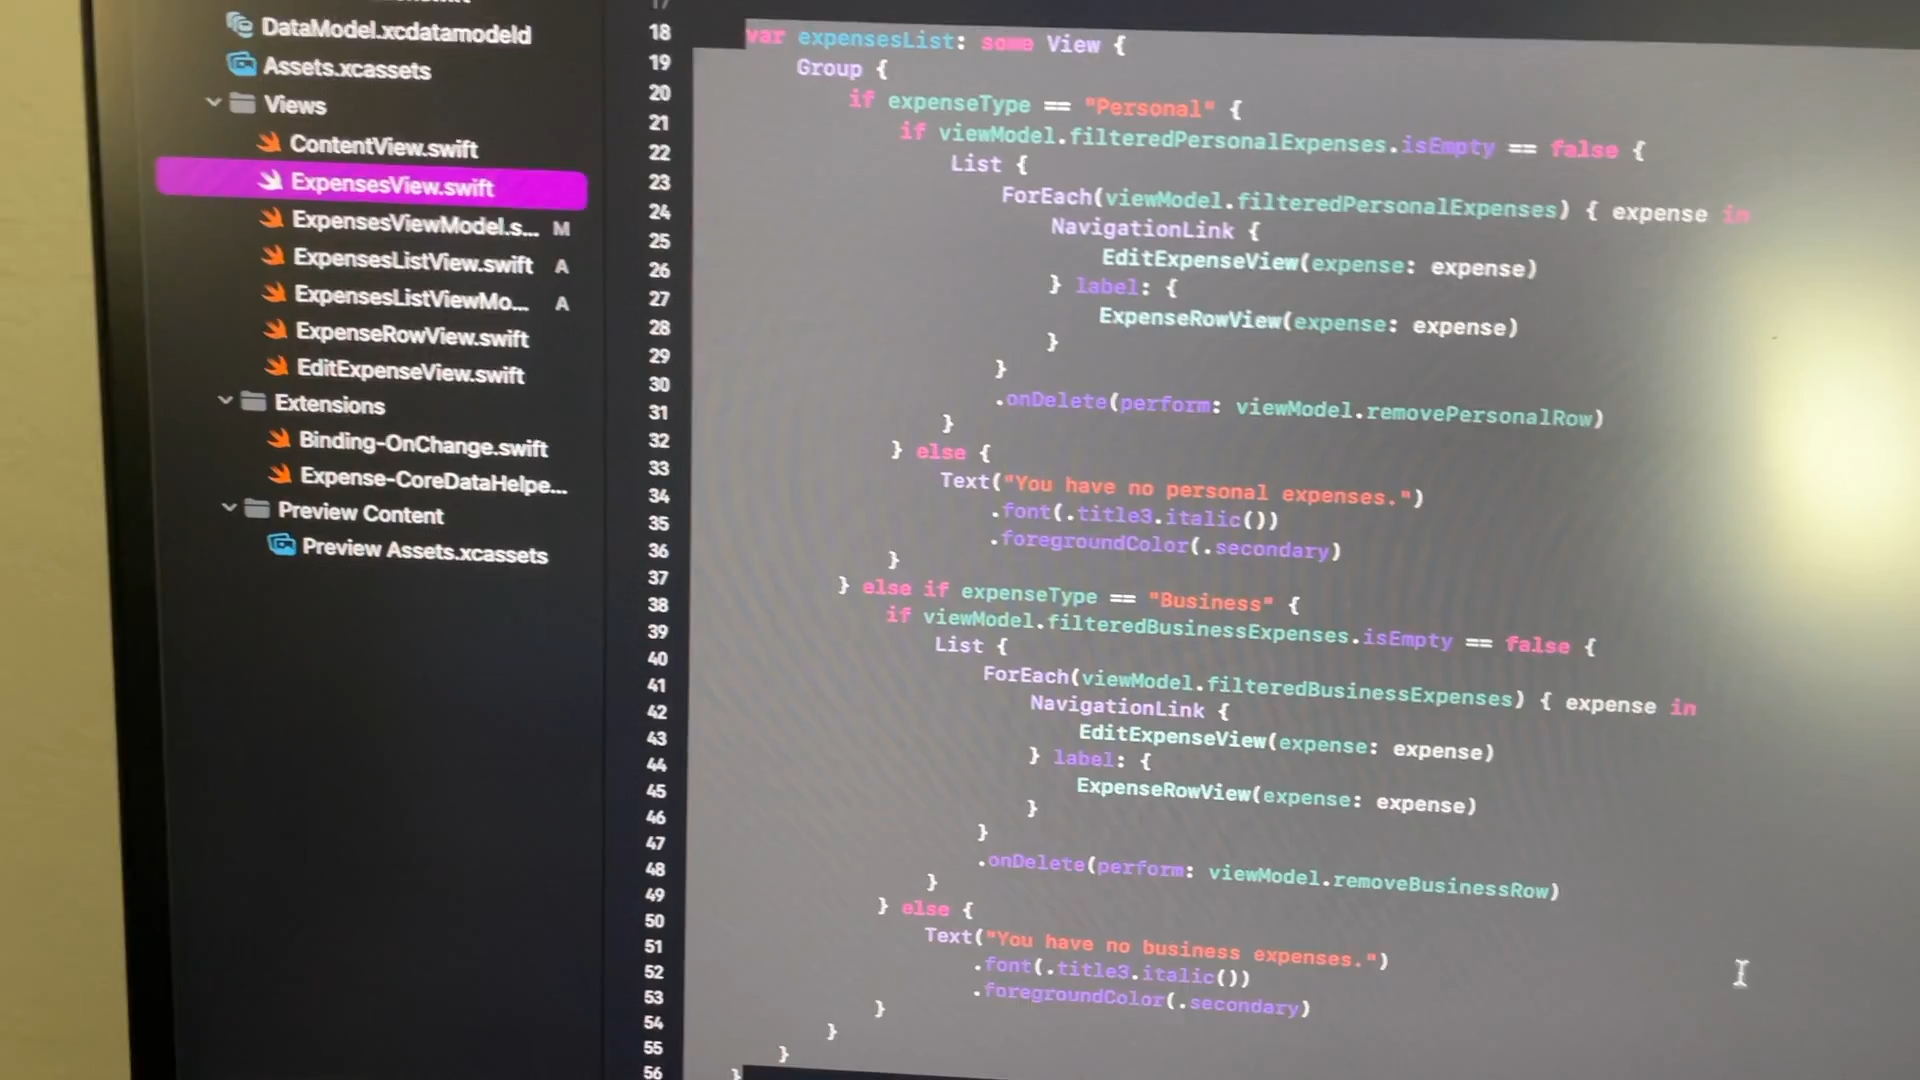 DataModel.xcdatamodeld
Assets.xcassets
Views
ContentView.swift
ExpensesView.swift
ExpensesViewModel.s... M
ExpensesListView.swift A
ExpensesListViewMo... A
ExpenseRowView.swift
EditExpenseView.swift
Extensions
Binding-OnChange.swift
Expense-CoreDataHelpe...
Preview Content
Preview Assets.xcassets
17
18 var expensesList: some View {
19 Group {
20 if expenseType == "Personal" {
21 if viewModel.filteredPersonalExpenses.isEmpty == false {
22 List {
23 ForEach(viewModel.filteredPersonalExpenses) { expense in
24 NavigationLink {
25 EditExpenseView(expense: expense)
26 } label: {
27 ExpenseRowView(expense: expense)
28 }
29 }
30 .onDelete(perform: viewModel.removePersonalRow)
31 }
32 } else {
33 Text("You have no personal expenses.")
34 .font(.title3.italic())
35 .foregroundColor(.secondary)
36 }
37 } else if expenseType == "Business" {
38 if viewModel.filteredBusinessExpenses.isEmpty == false {
39 List {
40 ForEach(viewModel.filteredBusinessExpenses) { expense in
41 NavigationLink {
42 EditExpenseView(expense: expense)
43 } label: {
44 ExpenseRowView(expense: expense)
45 }
46 }
47 .onDelete(perform: viewModel.removeBusinessRow)
48 }
49 } else {
50 Text("You have no business expenses.")
51 .font(.title3.italic())
52 .foregroundColor(.secondary)
53 }
54 }
55 }
56 }